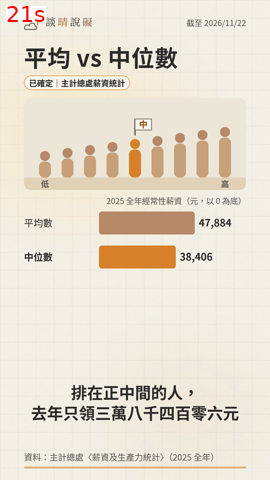 21s
談晴說礙
截至 2026/11/22
平均 vs 中位數
已確定｜主計總處薪資統計
中
低
高
2025 全年經常性薪資（元，以 0 為底）
平均數
47,884
中位數
38,406
排在正中間的人，
去年只領三萬八千四百零六元
資料：主計總處〈薪資及生產力統計〉（2025 全年）